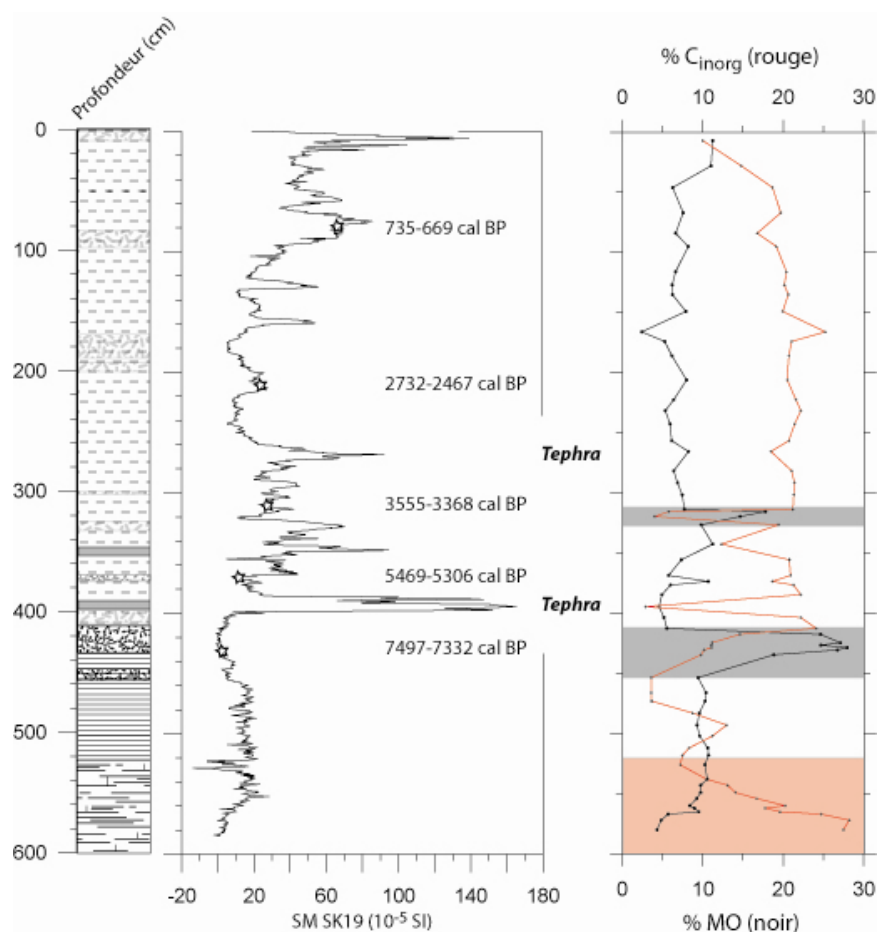 Profondeur (cm)
% C_inorg (rouge)
0 10 20 30
0
100
200
300
400
500
600
735-669 cal BP
2732-2467 cal BP
Tephra
3555-3368 cal BP
5469-5306 cal BP
Tephra
7497-7332 cal BP
-20 20 60 100 140 180
SM SK19 (10⁻⁵ SI)
0 10 20 30
% MO (noir)